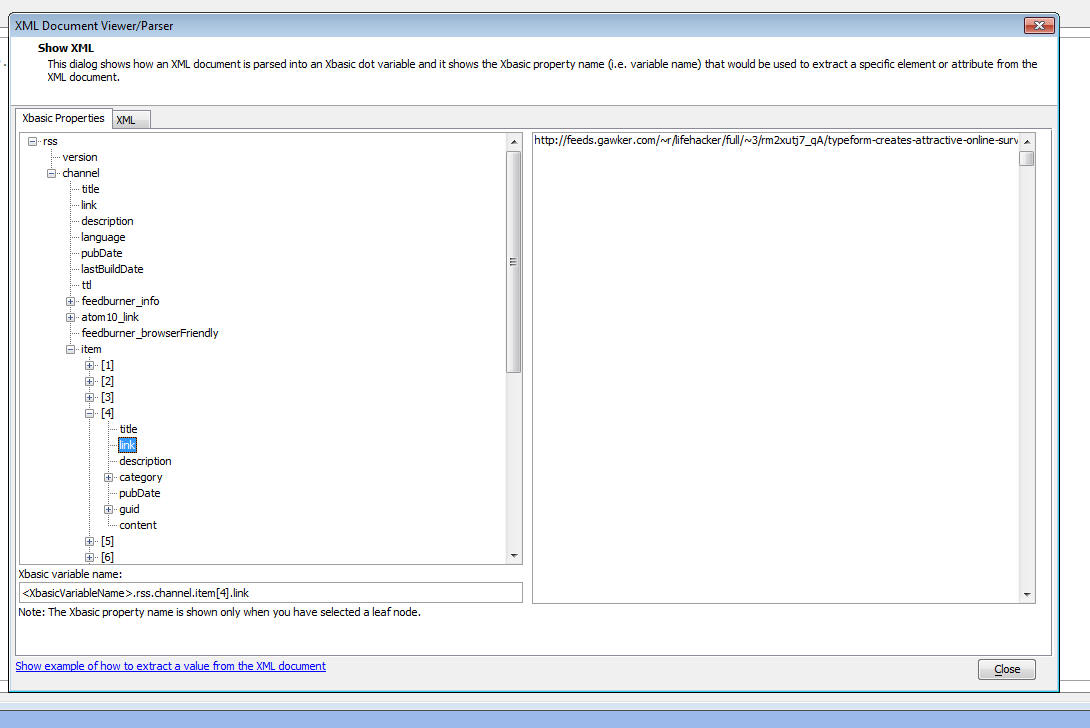 XML Document Viewer/Parser
Show XML
This dialog shows how an XML document is parsed into an Xbasic dot variable and it shows the Xbasic property name (i.e. variable name) that would be used to extract a specific element or attribute from the
XML document.
Xbasic Properties
XML
rss
version
channel
title
link
description
language
pubDate
lastBuildDate
ttl
feedburner_info
atom10_link
feedburner_browserFriendly
item
[1]
[2]
[3]
[4]
title
link
description
category
pubDate
guid
content
[5]
[6]
http://feeds.gawker.com/~r/lifehacker/full/~3/rm2xutj7_qA/typeform-creates-attractive-online-surv
Xbasic variable name:
<XbasicVariableName>.rss.channel.item[4].link
Note: The Xbasic property name is shown only when you have selected a leaf node.
Show example of how to extract a value from the XML document
Close